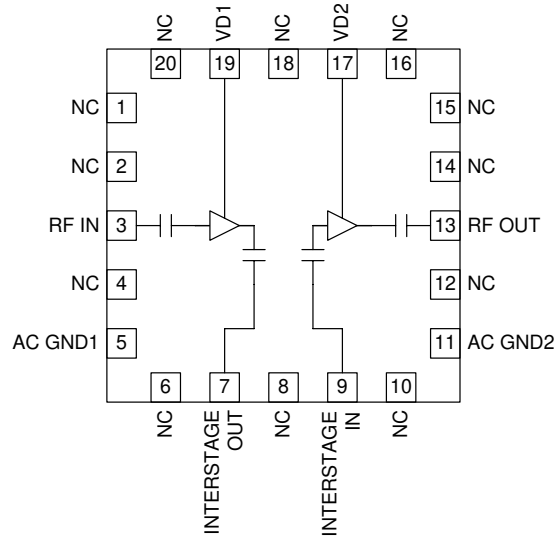 NC
VD1
NC
VD2
NC
20
19
18
17
16
NC 1
15 NC
NC 2
14 NC
RF IN 3
13 RF OUT
NC 4
12 NC
AC GND1 5
11 AC GND2
6
7
8
9
10
NC
INTERSTAGE
OUT
NC
INTERSTAGE
IN
NC